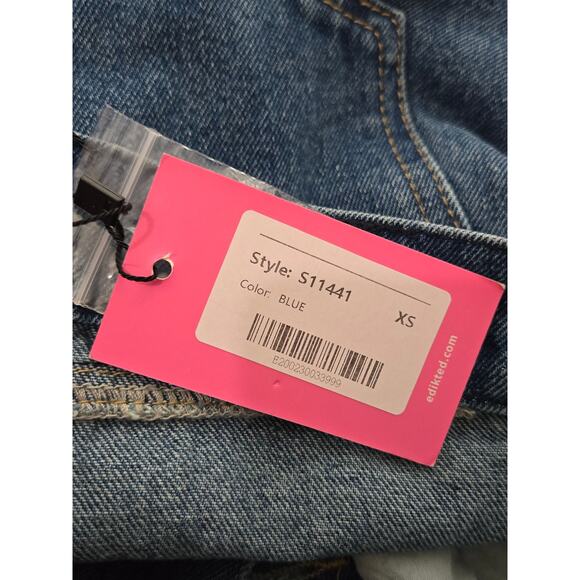 Style: S11441
Color: BLUE XS
E200230033999
edikted.com